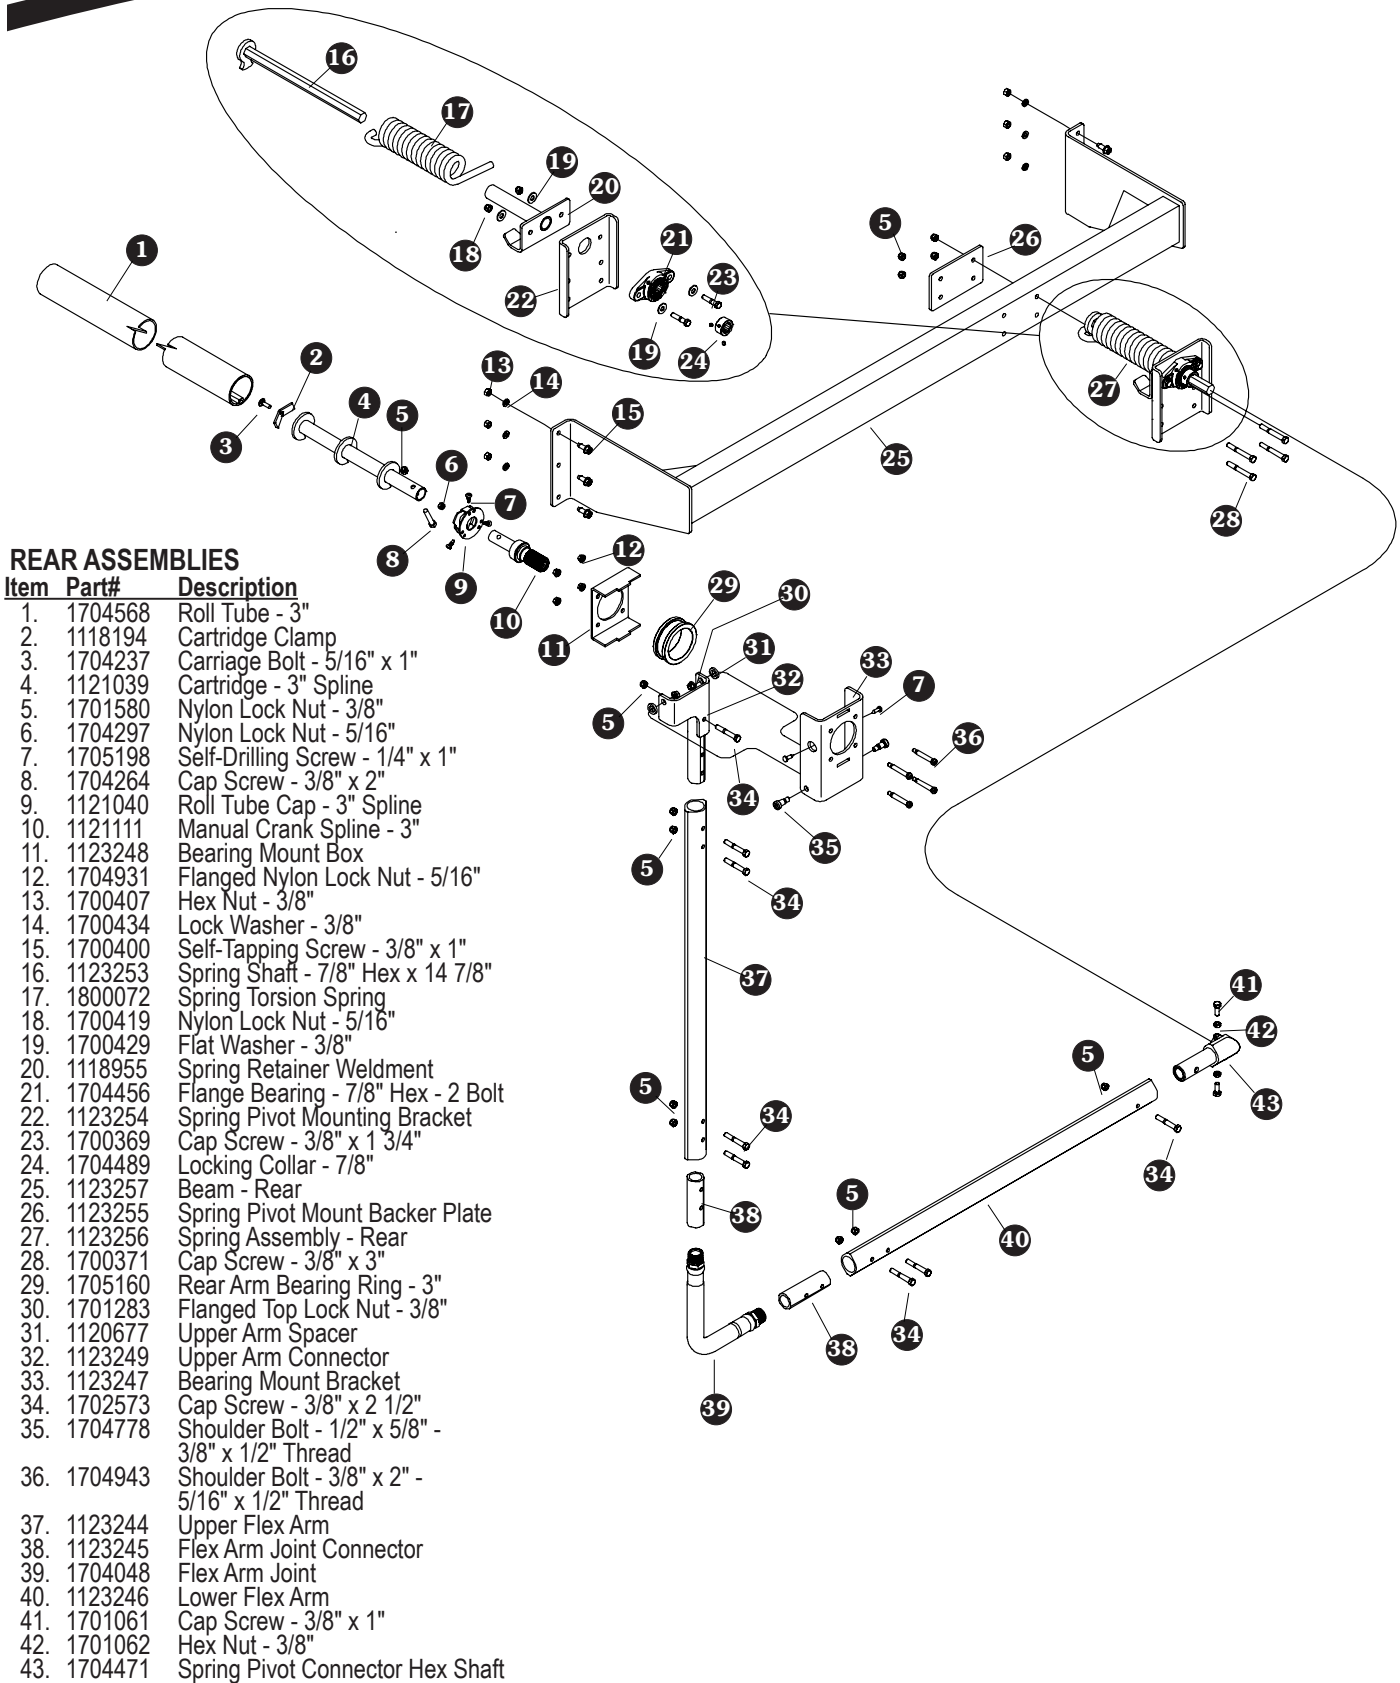 16
17
19
20
18
21
22
23
19
24
5
26
1
2
3
4
5
6
7
8
9
10
13
14
15
25
27
28
12
11
29
30
31
32
33
7
5
34
36
35
5
34
37
5
34
38
39
41
42
43
5
34
5
40
38
34
REAR ASSEMBLIES
Item Part# Description
1. 1704568 Roll Tube - 3"
2. 1118194 Cartridge Clamp
3. 1704237 Carriage Bolt - 5/16" x 1"
4. 1121039 Cartridge - 3" Spline
5. 1701580 Nylon Lock Nut - 3/8"
6. 1704297 Nylon Lock Nut - 5/16"
7. 1705198 Self-Drilling Screw - 1/4" x 1"
8. 1704264 Cap Screw - 3/8" x 2"
9. 1121040 Roll Tube Cap - 3" Spline
10. 1121111 Manual Crank Spline - 3"
11. 1123248 Bearing Mount Box
12. 1704931 Flanged Nylon Lock Nut - 5/16"
13. 1700407 Hex Nut - 3/8"
14. 1700434 Lock Washer - 3/8"
15. 1700400 Self-Tapping Screw - 3/8" x 1"
16. 1123253 Spring Shaft - 7/8" Hex x 14 7/8"
17. 1800072 Spring Torsion Spring
18. 1700419 Nylon Lock Nut - 5/16"
19. 1700429 Flat Washer - 3/8"
20. 1118955 Spring Retainer Weldment
21. 1704456 Flange Bearing - 7/8" Hex - 2 Bolt
22. 1123254 Spring Pivot Mounting Bracket
23. 1700369 Cap Screw - 3/8" x 1 3/4"
24. 1704489 Locking Collar - 7/8"
25. 1123257 Beam - Rear
26. 1123255 Spring Pivot Mount Backer Plate
27. 1123256 Spring Assembly - Rear
28. 1700371 Cap Screw - 3/8" x 3"
29. 1705160 Rear Arm Bearing Ring - 3"
30. 1701283 Flanged Top Lock Nut - 3/8"
31. 1120677 Upper Arm Spacer
32. 1123249 Upper Arm Connector
33. 1123247 Bearing Mount Bracket
34. 1702573 Cap Screw - 3/8" x 2 1/2"
35. 1704778 Shoulder Bolt - 1/2" x 5/8" -
3/8" x 1/2" Thread
36. 1704943 Shoulder Bolt - 3/8" x 2" -
5/16" x 1/2" Thread
37. 1123244 Upper Flex Arm
38. 1123245 Flex Arm Joint Connector
39. 1704048 Flex Arm Joint
40. 1123246 Lower Flex Arm
41. 1701061 Cap Screw - 3/8" x 1"
42. 1701062 Hex Nut - 3/8"
43. 1704471 Spring Pivot Connector Hex Shaft